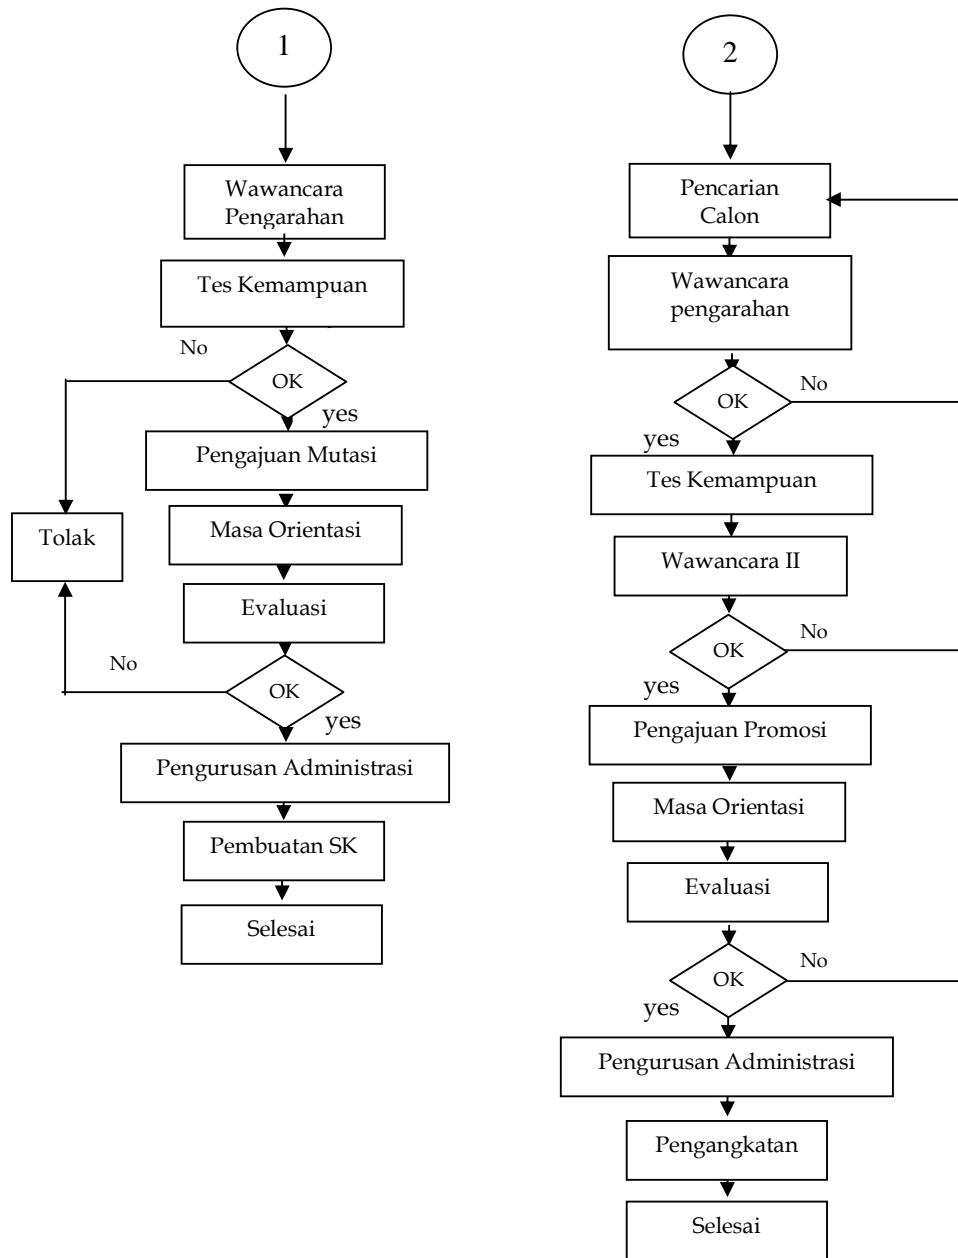 1
Wawancara
Pengarahan
Tes Kemampuan
No
OK
yes
Pengajuan Mutasi
Tolak
Masa Orientasi
Evaluasi
No
OK
yes
Pengurusan Administrasi
Pembuatan SK
Selesai
2
Pencarian
Calon
Wawancara
pengarahan
OK
No
yes
Tes Kemampuan
Wawancara II
OK
No
yes
Pengajuan Promosi
Masa Orientasi
Evaluasi
OK
No
yes
Pengurusan Administrasi
Pengangkatan
Selesai